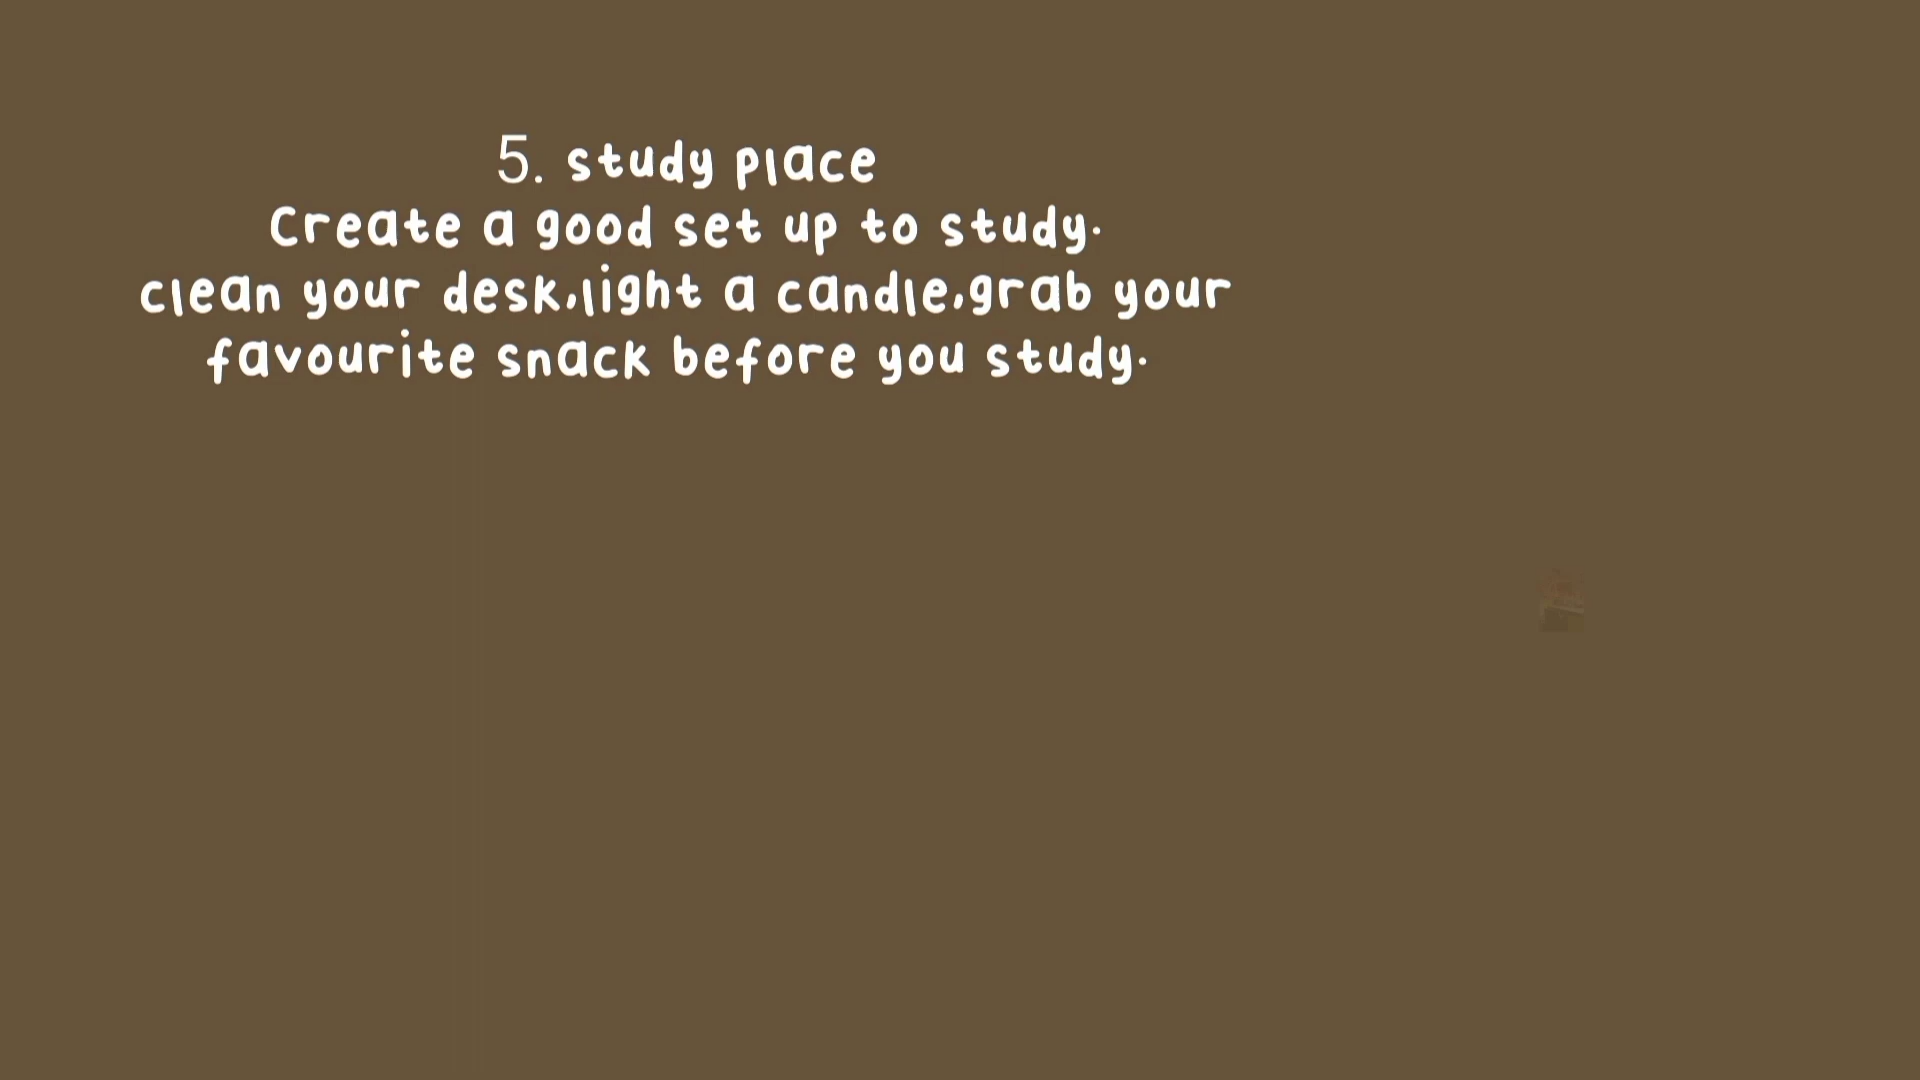 5. study place
Create a good set up to study.
clean your desk,light a candle,grab your
favourite snack before you study.